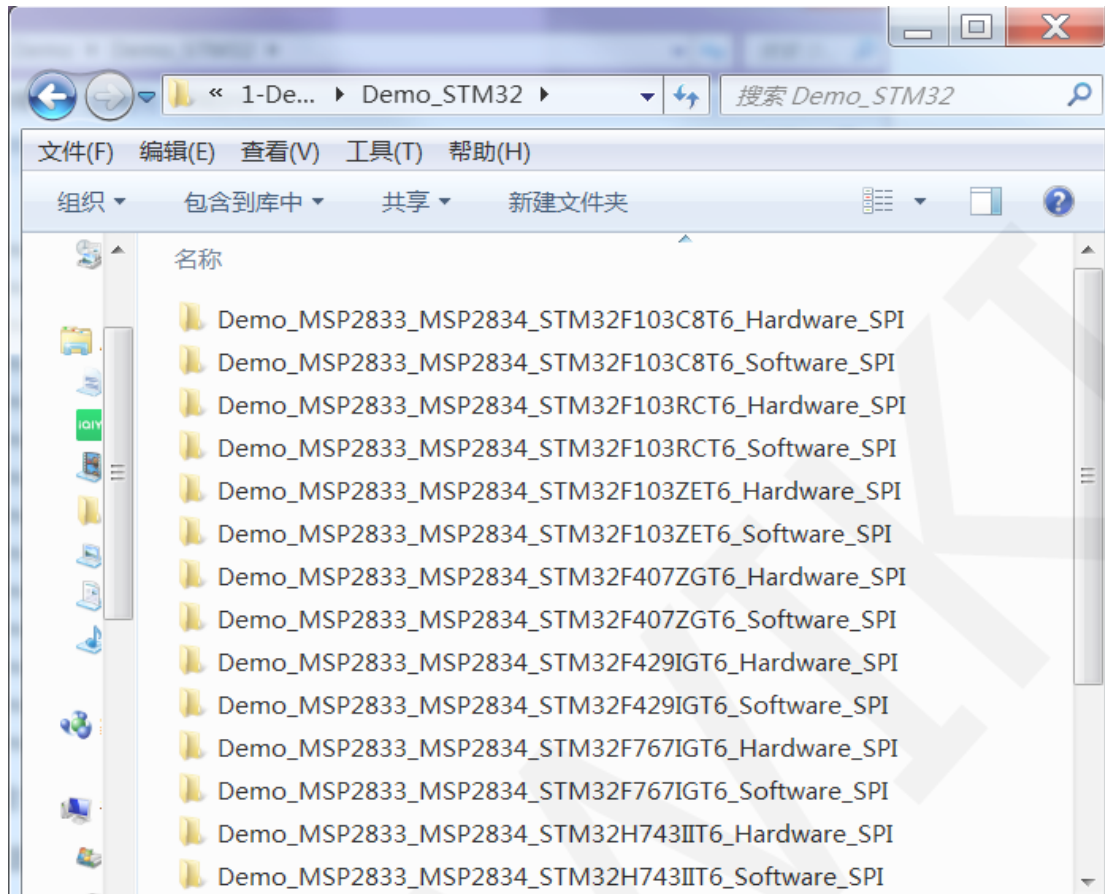 « 1-De... ▸ Demo_STM32 ▸ 搜索 Demo_STM32
文件(F) 编辑(E) 查看(V) 工具(T) 帮助(H)
组织 包含到库中 共享 新建文件夹
名称
Demo_MSP2833_MSP2834_STM32F103C8T6_Hardware_SPI
Demo_MSP2833_MSP2834_STM32F103C8T6_Software_SPI
Demo_MSP2833_MSP2834_STM32F103RCT6_Hardware_SPI
Demo_MSP2833_MSP2834_STM32F103RCT6_Software_SPI
Demo_MSP2833_MSP2834_STM32F103ZET6_Hardware_SPI
Demo_MSP2833_MSP2834_STM32F103ZET6_Software_SPI
Demo_MSP2833_MSP2834_STM32F407ZGT6_Hardware_SPI
Demo_MSP2833_MSP2834_STM32F407ZGT6_Software_SPI
Demo_MSP2833_MSP2834_STM32F429IGT6_Hardware_SPI
Demo_MSP2833_MSP2834_STM32F429IGT6_Software_SPI
Demo_MSP2833_MSP2834_STM32F767IGT6_Hardware_SPI
Demo_MSP2833_MSP2834_STM32F767IGT6_Software_SPI
Demo_MSP2833_MSP2834_STM32H743IIT6_Hardware_SPI
Demo_MSP2833_MSP2834_STM32H743IIT6_Software_SPI